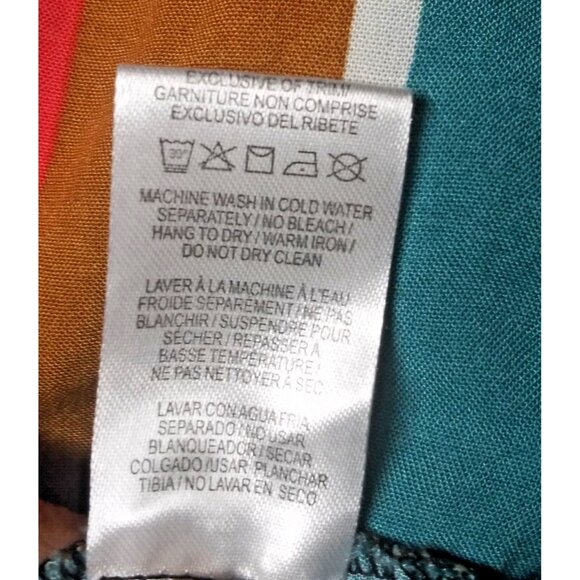 EXCLUSIVE OF TRIM/
GARNITURE NON COMPRISE
EXCLUSIVO DEL RIBETE
30°
MACHINE WASH IN COLD WATER
SEPARATELY / NO BLEACH /
HANG TO DRY / WARM IRON /
DO NOT DRY CLEAN
LAVER À LA MACHINE À L'EAU
FROIDE SEPARÉMENT / NE PAS
BLANCHIR / SUSPENDRE POUR
SÉCHER / REPASSER À
BASSE TEMPÉRATURE /
NE PAS NETTOYER À SEC
LAVAR CON AGUA FRIA
SEPARADO / NO USAR
BLANQUEADOR / SECAR
COLGADO / USAR PLANCHAR
TIBIA / NO LAVAR EN SECO